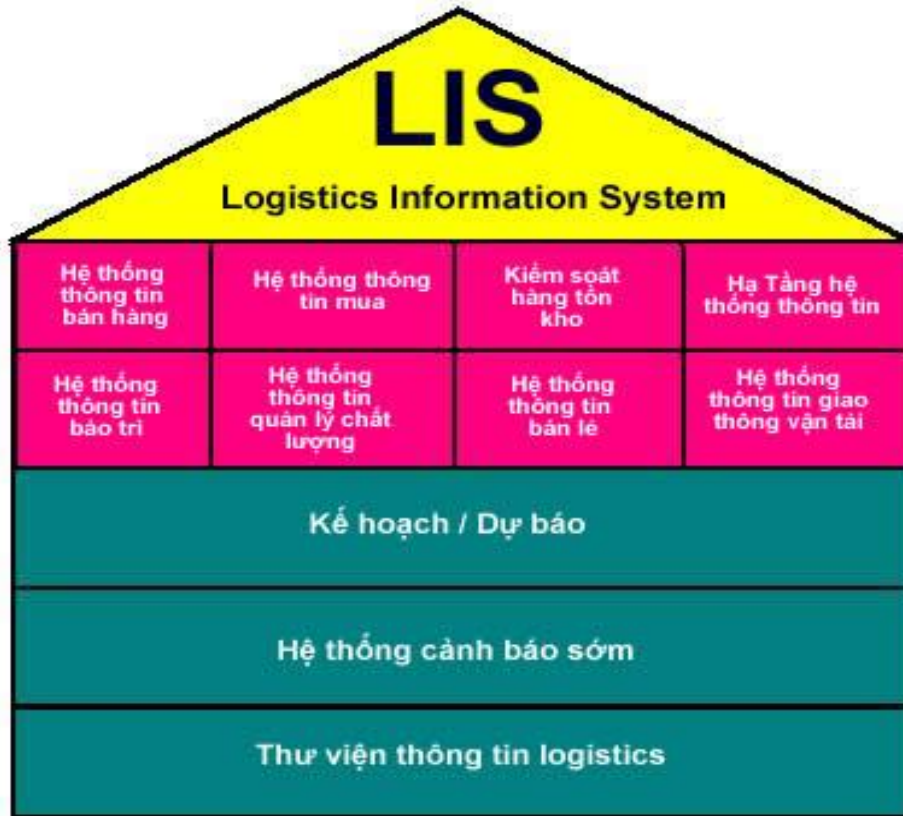 LIS
Logistics Information System
Hệ thống
thông tin
bán hàng
Hệ thống thông
tin mua
Kiểm soát
hàng tồn
kho
Hạ Tầng hệ
thống thông tin
Hệ thống
thông tin
bảo trì
Hệ thống
thông tin
quản lý chất
lượng
Hệ thống
thông tin
bán lẻ
Hệ thống
thông tin giao
thông vận tải
Kế hoạch / Dự báo
Hệ thống cảnh báo sớm
Thư viện thông tin logistics